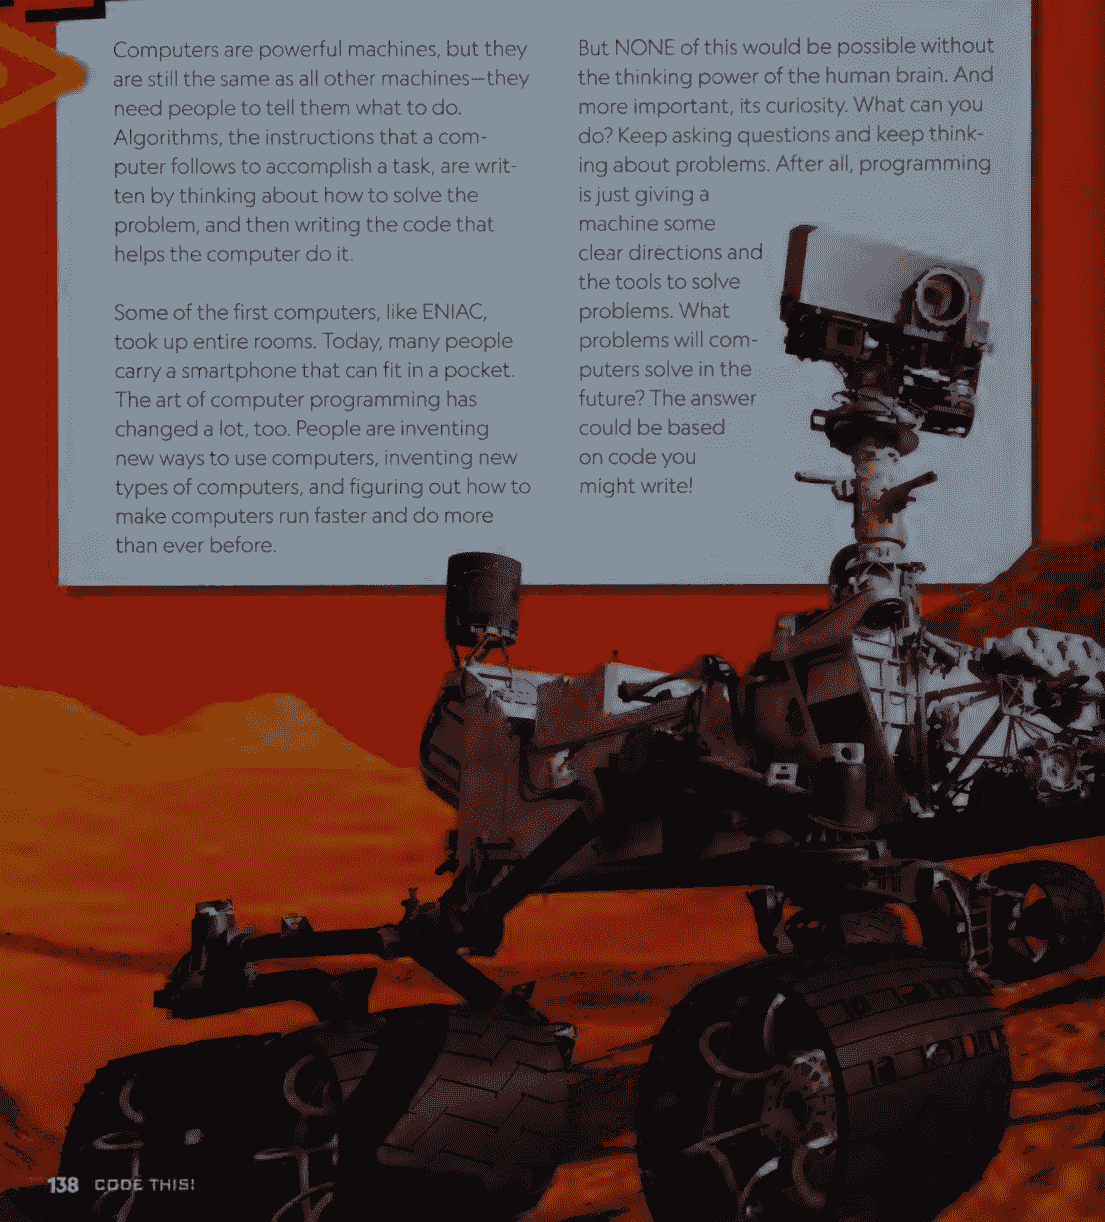 Computers are powerful machines, but they
are still the same as all other machines—they
need people to tell them what to do.
Algorithms, the instructions that a com-
puter follows to accomplish a task, are writ-
ten by thinking about how to solve the
problem, and then writing the code that
helps the computer do it.
Some of the first computers, like ENIAC,
took up entire rooms. Today, many people
carry a smartphone that can fit in a pocket.
The art of computer programming has
changed a lot, too. People are inventing
new ways to use computers, inventing new
types of computers, and figuring out how to
make computers run faster and do more
than ever before.
But NONE of this would be possible without
the thinking power of the human brain. And
more important, its curiosity. What can you
do? Keep asking questions and keep think-
ing about problems. After all, programming
is just giving a
machine some
clear directions and
the tools to solve
problems. What
problems will com-
puters solve in the
future? The answer
could be based
on code you
might write!
138 CODE THIS!